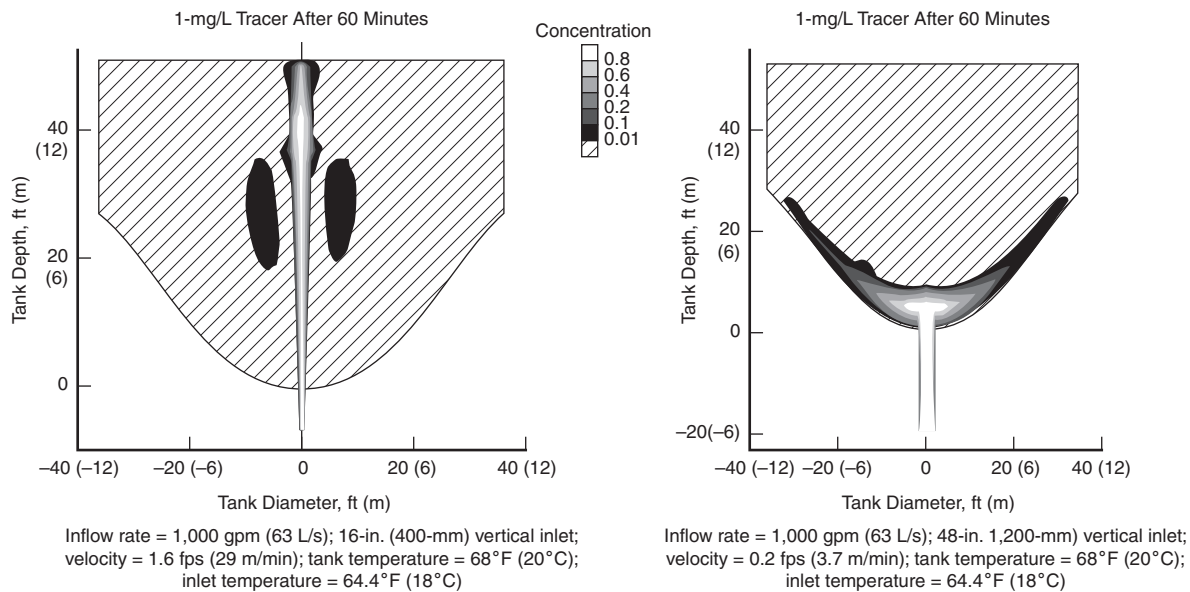 1-mg/L Tracer After 60 Minutes
40
(12)
20
(6)
0
Tank Depth, ft (m)
–40 (–12)
–20 (–6)
0
20 (6)
40 (12)
Tank Diameter, ft (m)
Inflow rate = 1,000 gpm (63 L/s); 16-in. (400-mm) vertical inlet;
velocity = 1.6 fps (29 m/min); tank temperature = 68°F (20°C);
inlet temperature = 64.4°F (18°C)
Concentration
0.8
0.6
0.4
0.2
0.1
0.01
1-mg/L Tracer After 60 Minutes
40
(12)
20
(6)
0
–20(–6)
Tank Depth, ft (m)
–40 (–12)
–20 (–6)
0
20 (6)
40 (12)
Tank Diameter, ft (m)
Inflow rate = 1,000 gpm (63 L/s); 48-in. 1,200-mm) vertical inlet;
velocity = 0.2 fps (3.7 m/min); tank temperature = 68°F (20°C);
inlet temperature = 64.4°F (18°C)